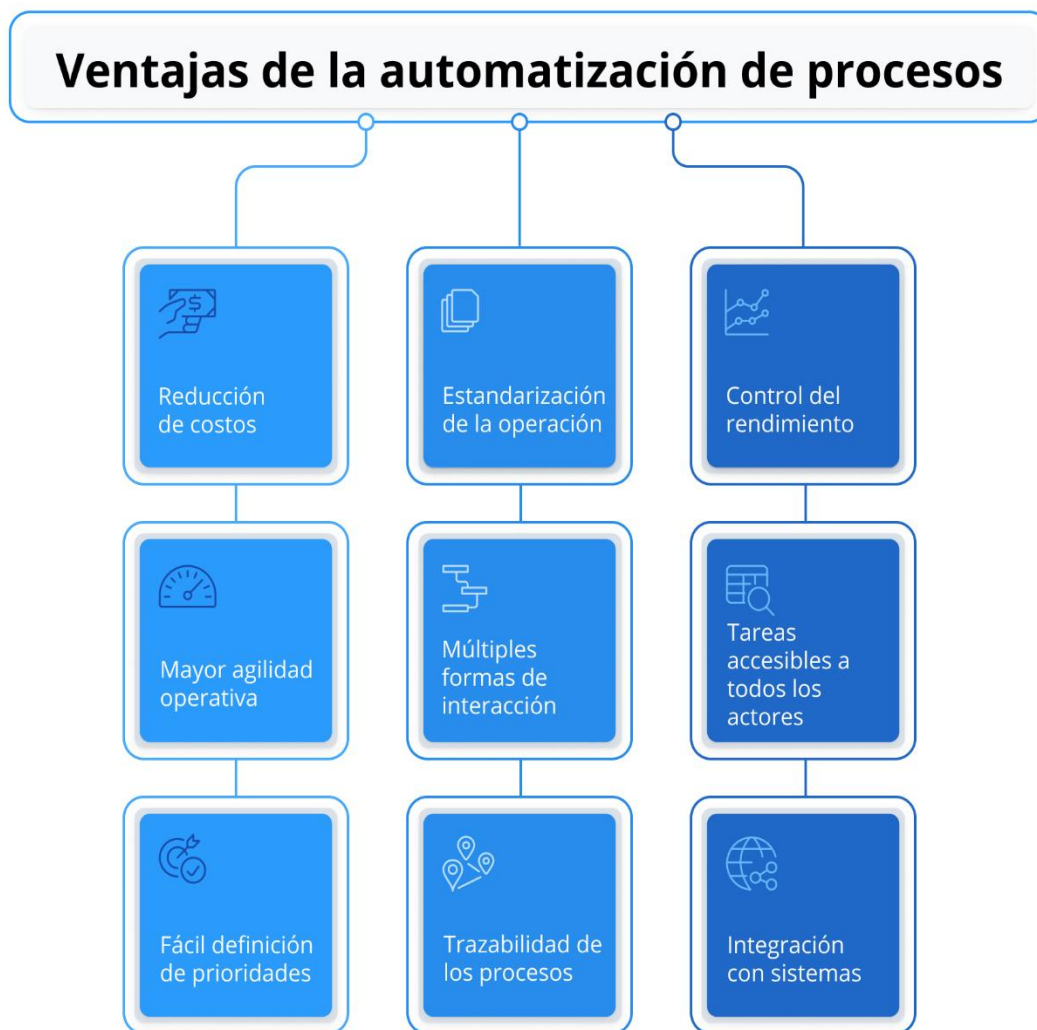 Ventajas de la automatización de procesos
$
Reducción
de costos
Estandarización
de la operación
Control del
rendimiento
Mayor agilidad
operativa
Múltiples
formas de
interacción
Tareas
accesibles a
todos los
actores
Fácil definición
de prioridades
Trazabilidad de
los procesos
Integración
con sistemas